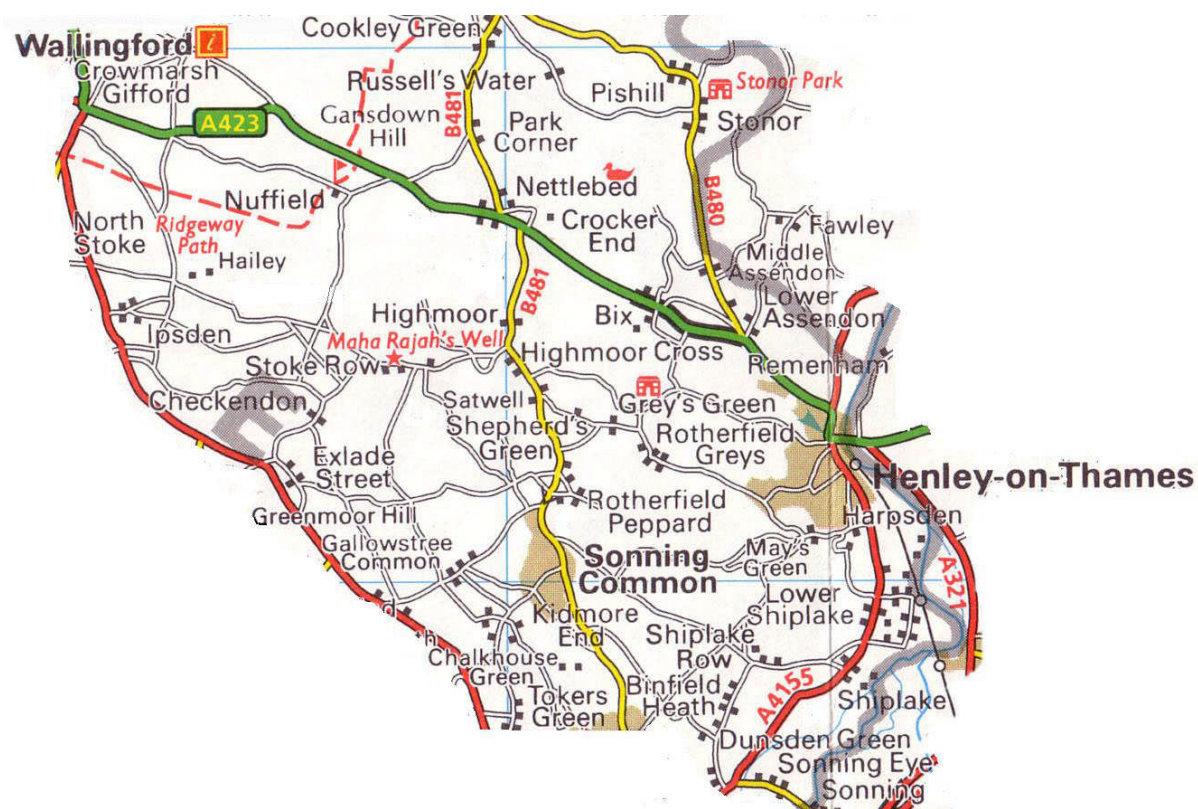 Cookley Green
Wallingford
i
Crowmarsh
Gifford
Russell's Water
Pishill
Stonor Park
A423
Gansdown
Hill
B481
Park
Corner
Stonor
Nuffield
Nettlebed
B480
North
Stoke
Ridgeway
Path
Crocker
End
Fawley
Hailey
Middle
Assendon
B481
Lower
Assendon
Highmoor
Bix
Ipsden
Maha Rajah's Well
Highmoor Cross
Remenham
Stoke Row
Checkendon
Satwell
Grey's Green
Shepherd's
Green
Rotherfield
Greys
Exlade
Street
Henley-on-Thames
Rotherfield
Peppard
Greenmoor Hill
Harpsden
Gallowstree
Common
Sonning
Common
May's
Green
A321
d
Kidmore
End
Lower
Shiplake
th
Shiplake
Row
Chalkhouse
Green
Binfield
Heath
A4155
Tokers
Green
Shiplake
Dunsden Green
Sonning Eye
Sonning